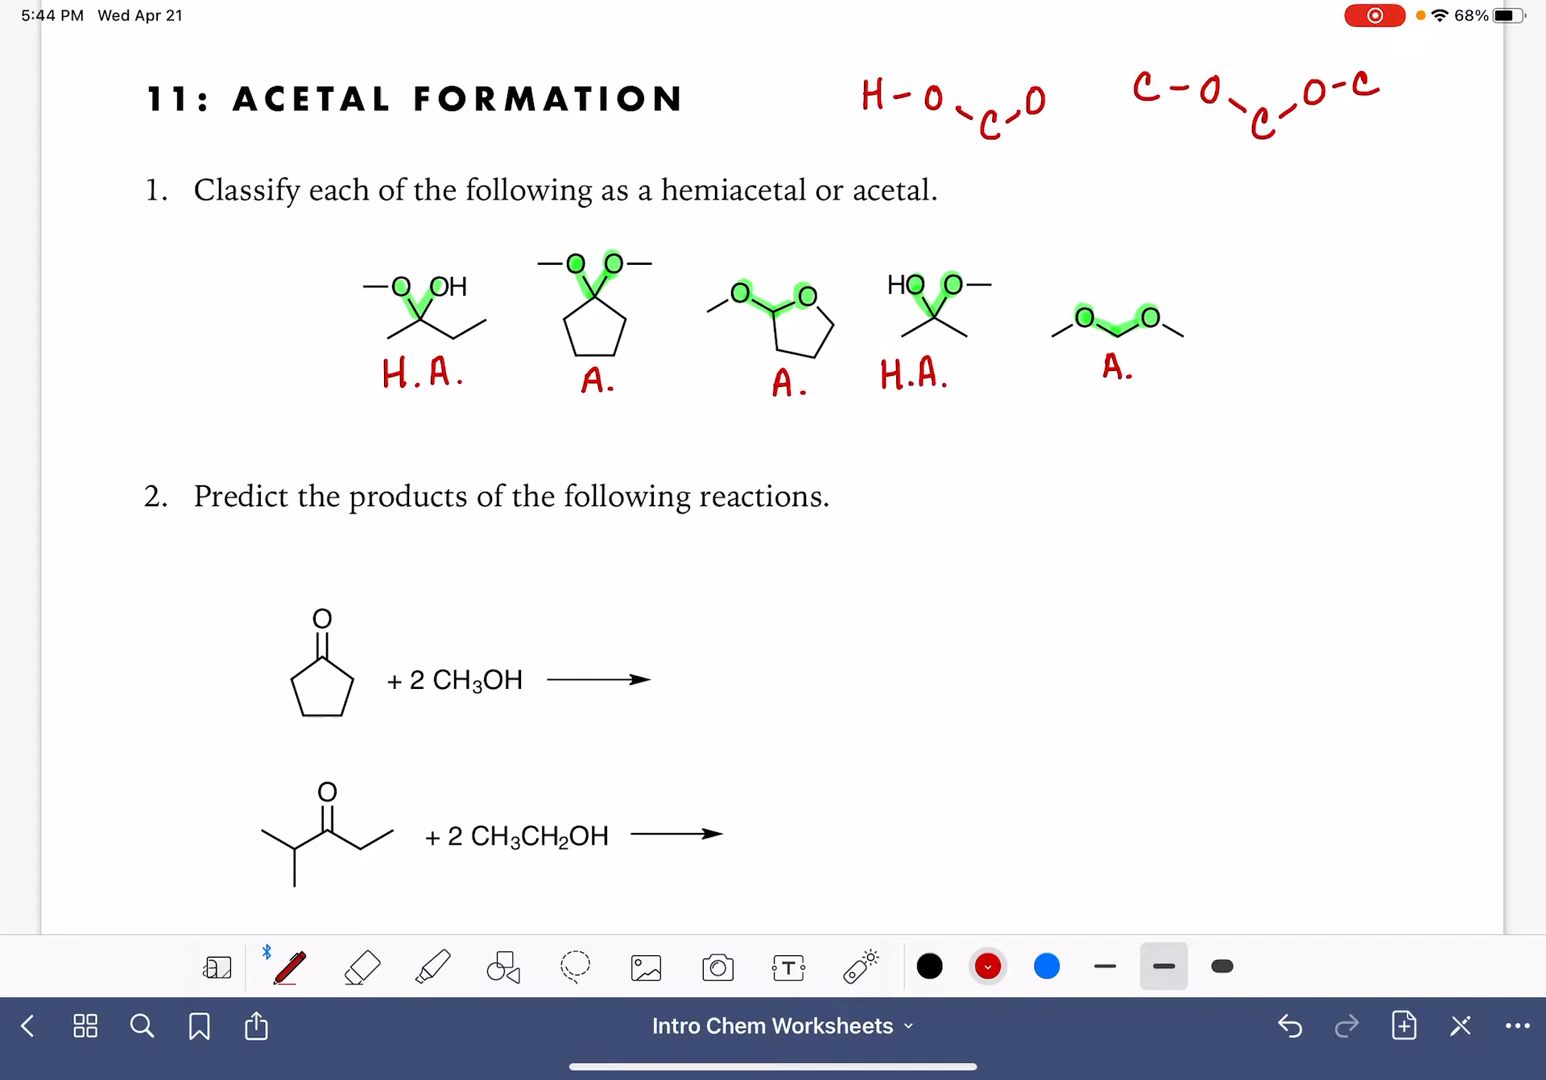 5:44 PM Wed Apr 21
68%
11: ACETAL FORMATION
H-O-C-O C-O-C-O-C
1. Classify each of the following as a hemiacetal or acetal.
O OH O O O O HO O O O
H.A. A. A. H.A. A.
2. Predict the products of the following reactions.
O
+ 2 CH₃OH
O
+ 2 CH₃CH₂OH
a T
Intro Chem Worksheets